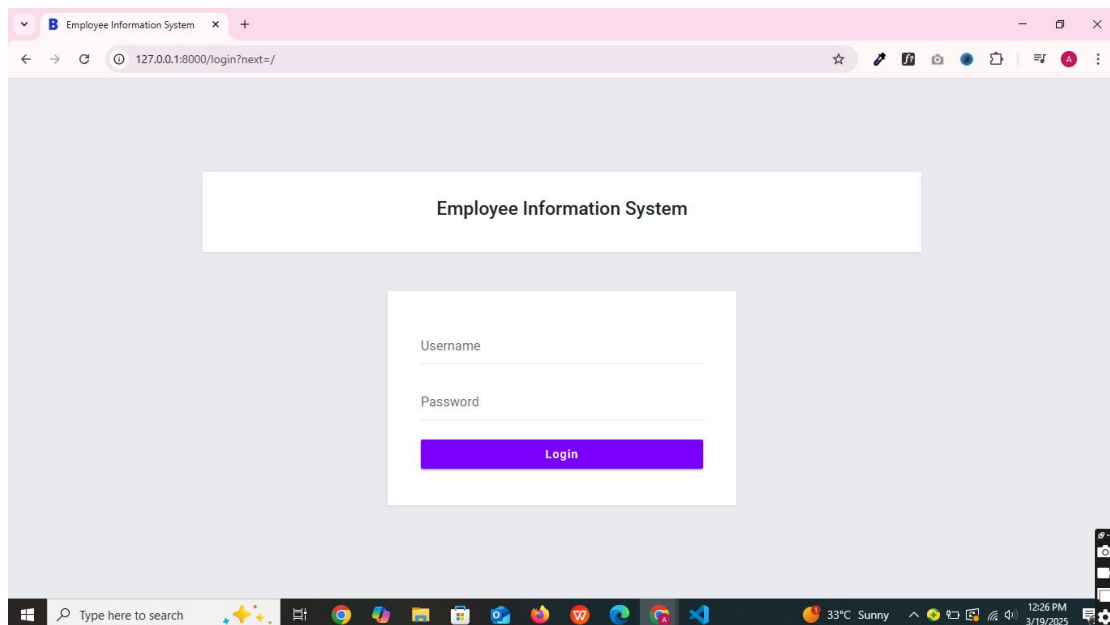 B Employee Information System
127.0.0.1:8000/login?next=/
f?
A
Employee Information System
Username
Password
Login
Type here to search
33°C Sunny
12:26 PM
3/19/2025